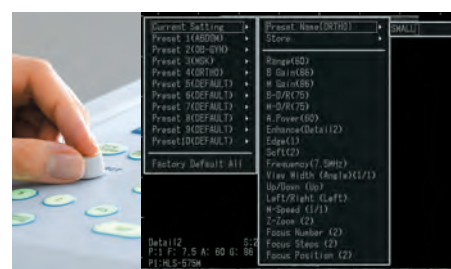 Current Setting
Preset 1(ABDOM)
Preset 2(OB-GYN)
Preset 3(MSK)
Preset 4(ORTHO)
Preset 5(DEFAULT)
Preset 6(DEFAULT)
Preset 7(DEFAULT)
Preset 8(DEFAULT)
Preset 9(DEFAULT)
Preset10(DEFAULT)
Factory Default All
Preset Name(ORTHO)
Store
Range(60)
B Gain(86)
M Gain(86)
B-D/R(75)
M-D/R(75)
A.Power(60)
Enhance(Detail2)
Edge(1)
Soft(2)
Frequency(7.5MHz)
View Width (Angle)(1/1)
Up/Down (Up)
Left/Right (Left)
M-Speed (1/1)
Z-Zoom (2)
Focus Number (2)
Focus Steps (2)
Focus Position (2)
SMALL
Detail2 S:2
P:1 F: 7.5 A: 60 G: 86
P1:HLS-575M